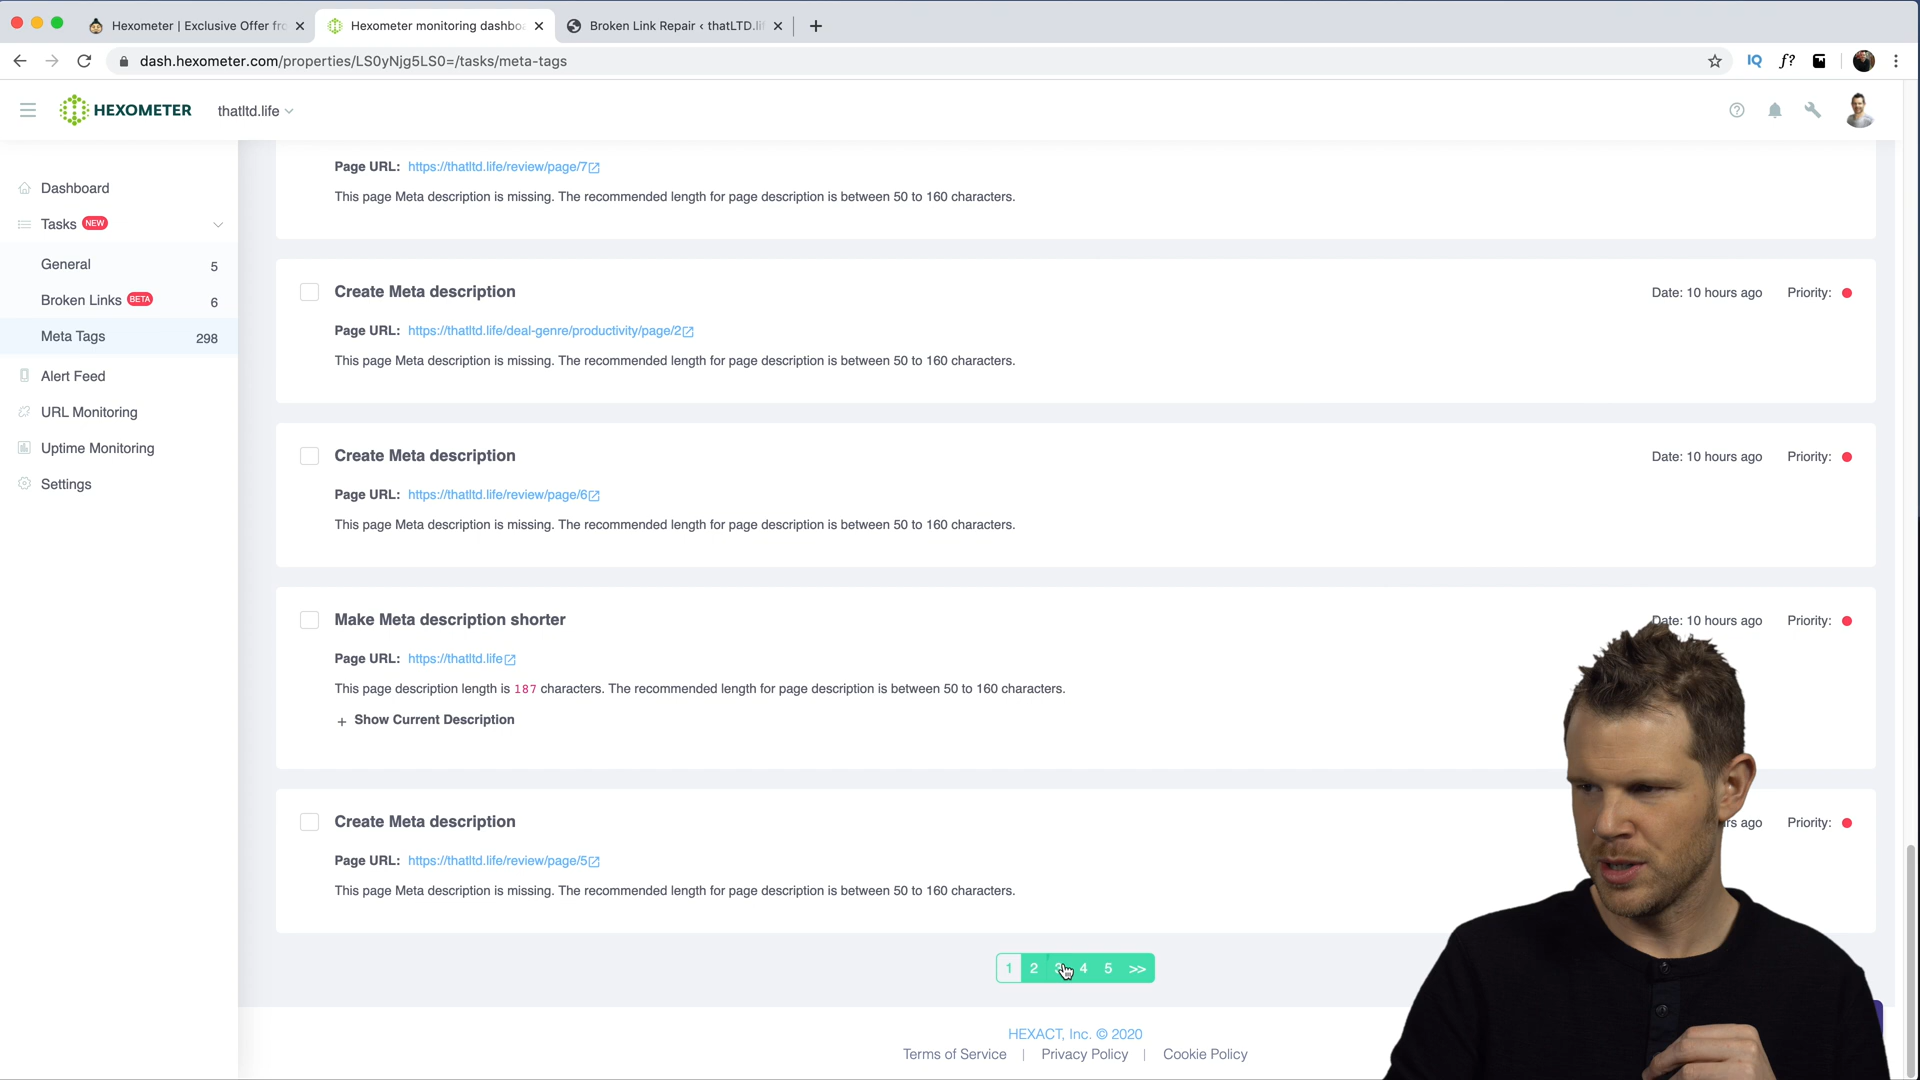 Hexometer | Exclusive Offer fro
Hexometer monitoring dashboa
Broken Link Repair ‹ thatLTD.lif
dash.hexometer.com/properties/LS0yNjg5LS0=/tasks/meta-tags
IQ
f?
HEXOMETER
thatltd.life
Dashboard
Tasks NEW
General 5
Broken Links BETA 6
Meta Tags 298
Alert Feed
URL Monitoring
Uptime Monitoring
Settings
Page URL: https://thatltd.life/review/page/7
This page Meta description is missing. The recommended length for page description is between 50 to 160 characters.
Create Meta description Date: 10 hours ago Priority:
Page URL: https://thatltd.life/deal-genre/productivity/page/2
This page Meta description is missing. The recommended length for page description is between 50 to 160 characters.
Create Meta description Date: 10 hours ago Priority:
Page URL: https://thatltd.life/review/page/6
This page Meta description is missing. The recommended length for page description is between 50 to 160 characters.
Make Meta description shorter Date: 10 hours ago Priority:
Page URL: https://thatltd.life
This page description length is 187 characters. The recommended length for page description is between 50 to 160 characters.
+ Show Current Description
Create Meta description ago Priority:
Page URL: https://thatltd.life/review/page/5
This page Meta description is missing. The recommended length for page description is between 50 to 160 characters.
1 2 4 5 >>
HEXACT, Inc. © 2020
Terms of Service | Privacy Policy | Cookie Policy